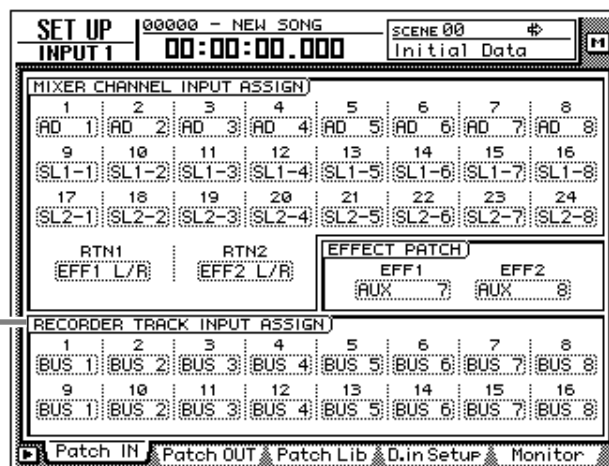 SET UP 00000 - NEW SONG SCENE 00
INPUT 1 00:00:00.000 Initial Data M
MIXER CHANNEL INPUT ASSIGN
1 2 3 4 5 6 7 8
AD 1 AD 2 AD 3 AD 4 AD 5 AD 6 AD 7 AD 8
9 10 11 12 13 14 15 16
SL1-1 SL1-2 SL1-3 SL1-4 SL1-5 SL1-6 SL1-7 SL1-8
17 18 19 20 21 22 23 24
SL2-1 SL2-2 SL2-3 SL2-4 SL2-5 SL2-6 SL2-7 SL2-8
RTN1 RTN2
EFF1 L/R EFF2 L/R
EFFECT PATCH
EFF1 EFF2
AUX 7 AUX 8
RECORDER TRACK INPUT ASSIGN
1 2 3 4 5 6 7 8
BUS 1 BUS 2 BUS 3 BUS 4 BUS 5 BUS 6 BUS 7 BUS 8
9 10 11 12 13 14 15 16
BUS 1 BUS 2 BUS 3 BUS 4 BUS 5 BUS 6 BUS 7 BUS 8
Patch IN Patch OUT Patch Lib D.in Setup Monitor